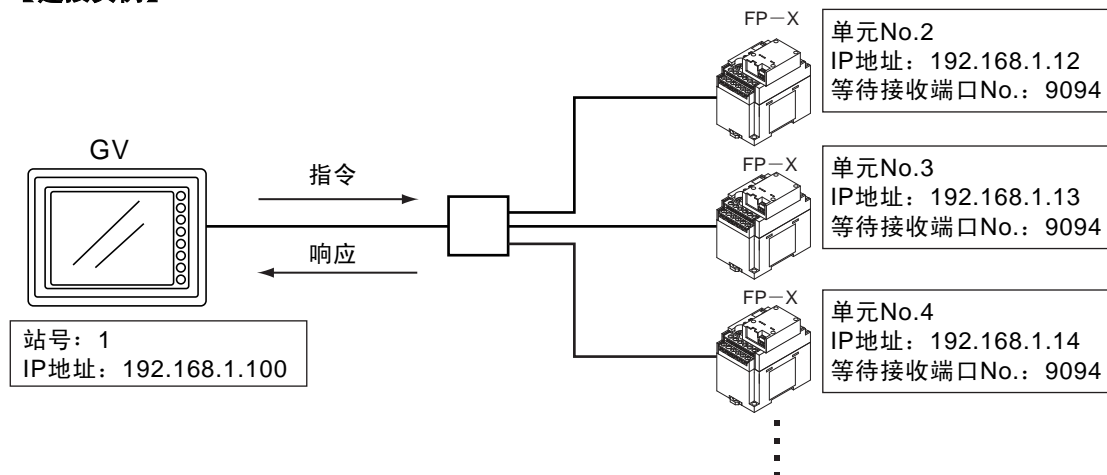 FP－X
单元No.2
IP地址：192.168.1.12
等待接收端口No.：9094
GV
指令
响应
站号：1
IP地址：192.168.1.100
FP－X
单元No.3
IP地址：192.168.1.13
等待接收端口No.：9094
FP－X
单元No.4
IP地址：192.168.1.14
等待接收端口No.：9094